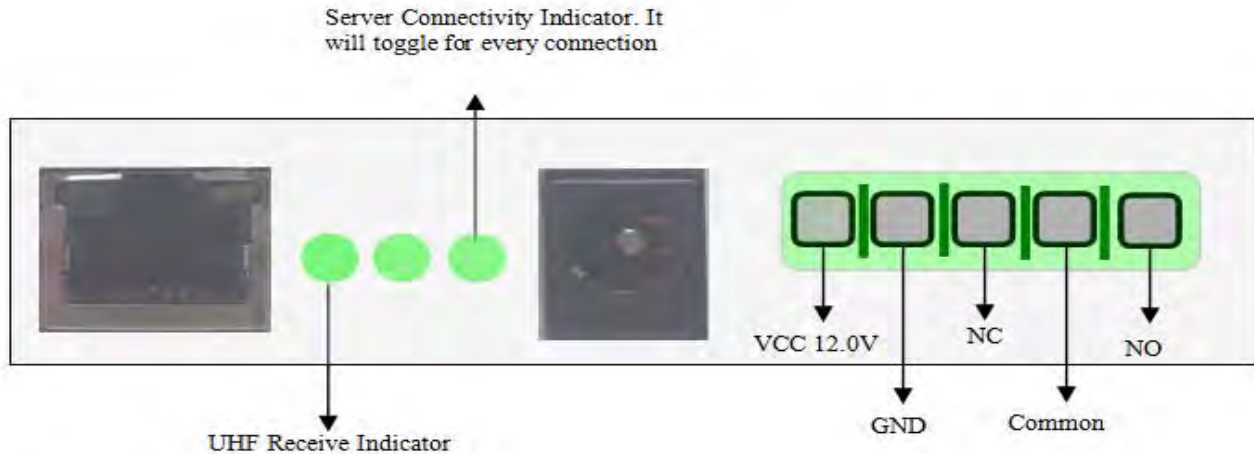 Server Connectivity Indicator. It
will toggle for every connection
VCC 12.0V
NC
NO
GND
Common
UHF Receive Indicator